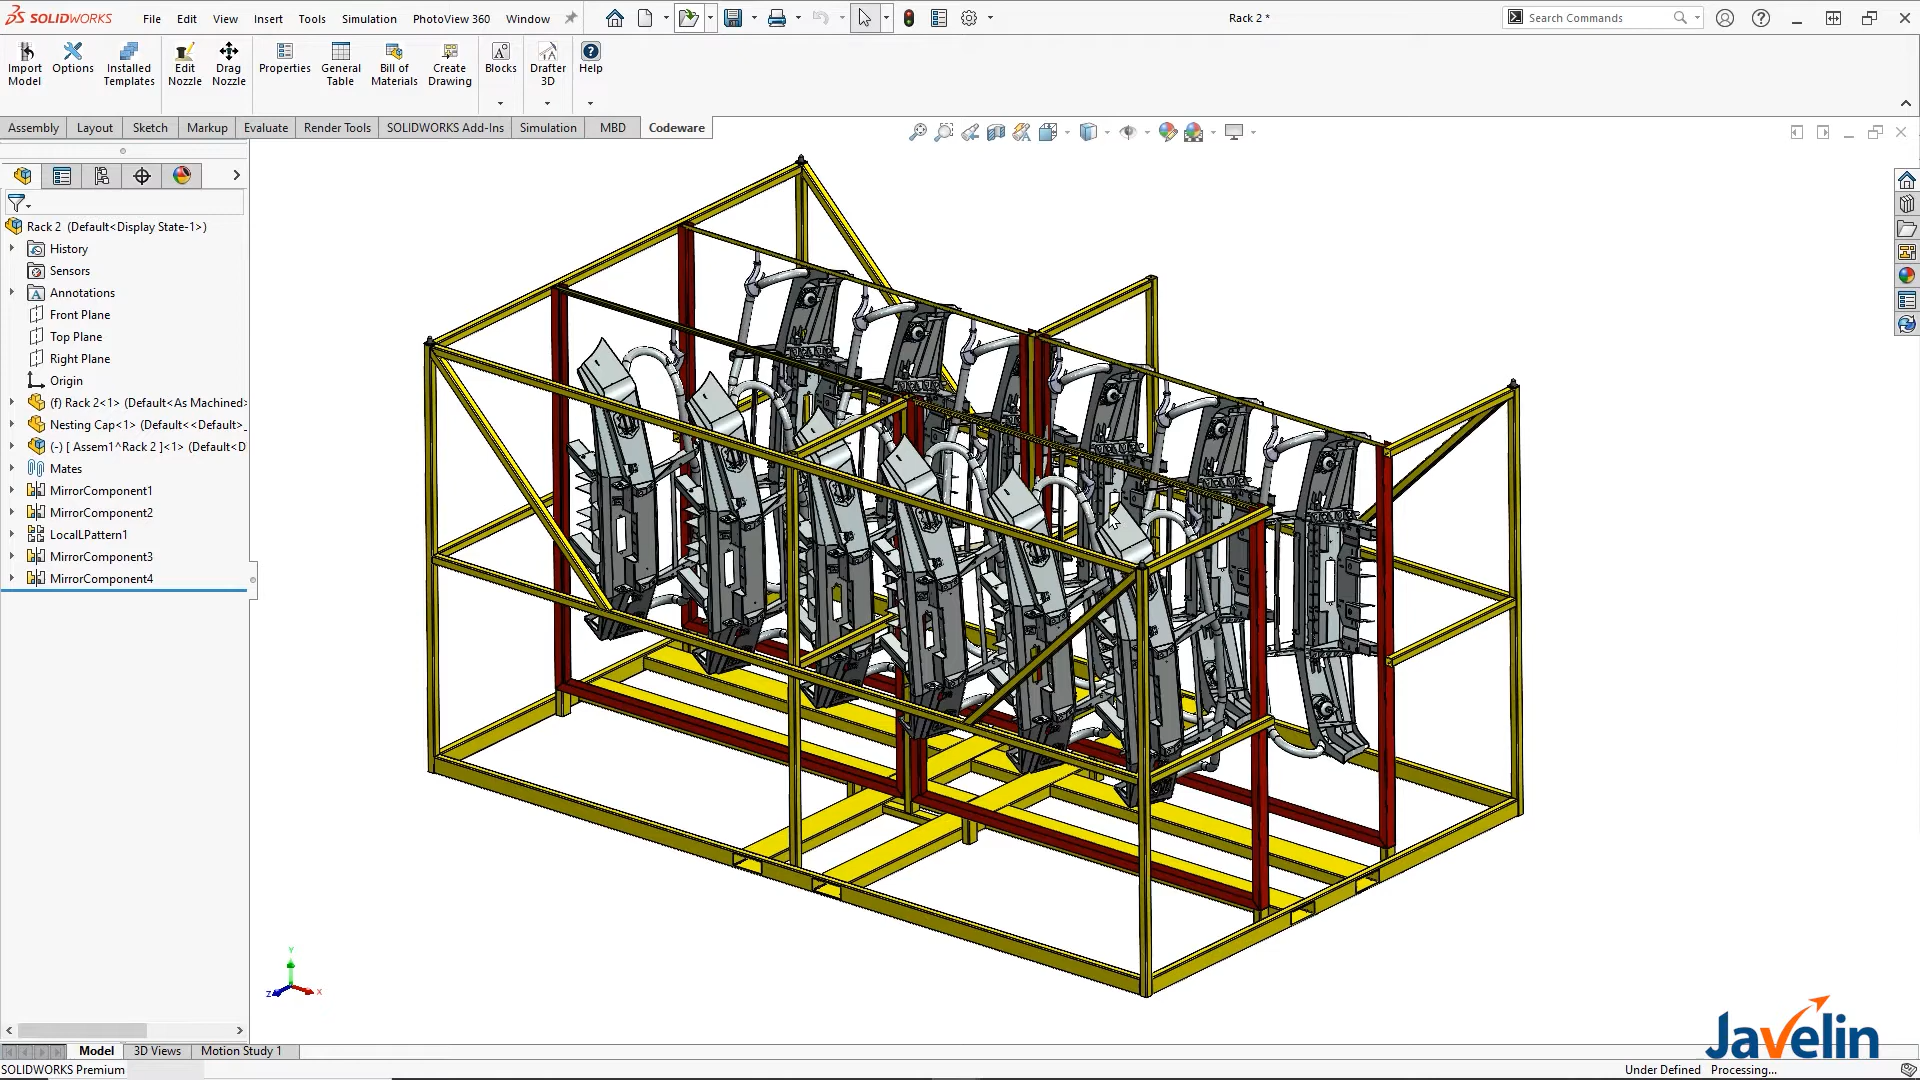 SOLIDWORKS
File Edit View Insert Tools Simulation PhotoView 360 Window
Rack 2 *
Search Commands
Import Model
Options
Installed Templates
Edit Nozzle
Drag Nozzle
Properties
General Table
Bill of Materials
Create Drawing
Blocks
Drafter 3D
Help
Assembly Layout Sketch Markup Evaluate Render Tools SOLIDWORKS Add-Ins Simulation MBD Codeware
Rack 2 (Default<Display State-1>)
History
Sensors
Annotations
Front Plane
Top Plane
Right Plane
Origin
(f) Rack 2<1> (Default<As Machined>
Nesting Cap<1> (Default<<Default>_
(-) [ Assem1^Rack 2 ]<1> (Default<D
Mates
MirrorComponent1
MirrorComponent2
LocalLPattern1
MirrorComponent3
MirrorComponent4
Y
Z X
Javelin
Model 3D Views Motion Study 1
SOLIDWORKS Premium
Under Defined Processing...